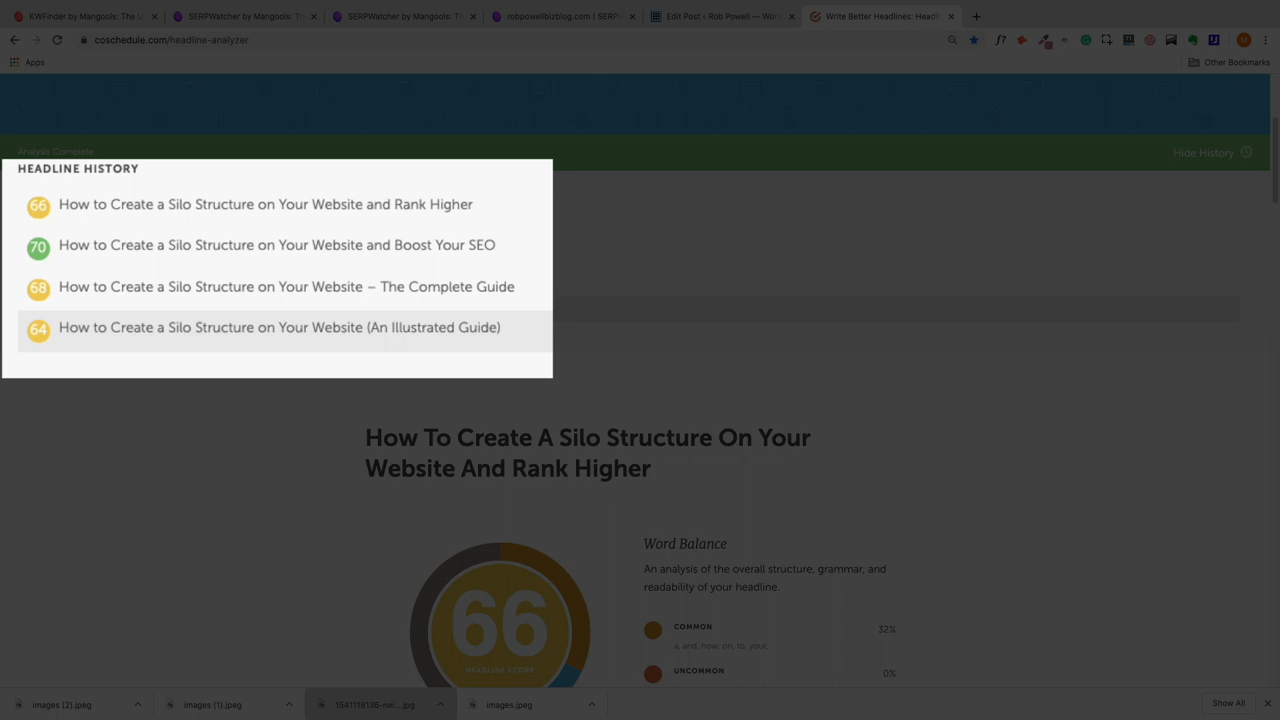 KWFinder by Mangools: The U
SERPWatcher by Mangools: Th
SERPWatcher by Mangools: Th
robpowellbizblog.com | SERPW
Edit Post ‹ Rob Powell — Wor
Write Better Headlines: Headli
coschedule.com/headline-analyzer
Apps
Other Bookmarks
Analysis Complete
Hide History
HEADLINE HISTORY
66 How to Create a Silo Structure on Your Website and Rank Higher
70 How to Create a Silo Structure on Your Website and Boost Your SEO
68 How to Create a Silo Structure on Your Website – The Complete Guide
64 How to Create a Silo Structure on Your Website (An Illustrated Guide)
How To Create A Silo Structure On Your
Website And Rank Higher
66
HEADLINE SCORE
Word Balance
An analysis of the overall structure, grammar, and
readability of your headline.
COMMON 32%
a, and, how, on, to, your,
UNCOMMON 0%
images (2).jpeg
images (1).jpeg
1541118136-nei....jpg
images.jpeg
Show All